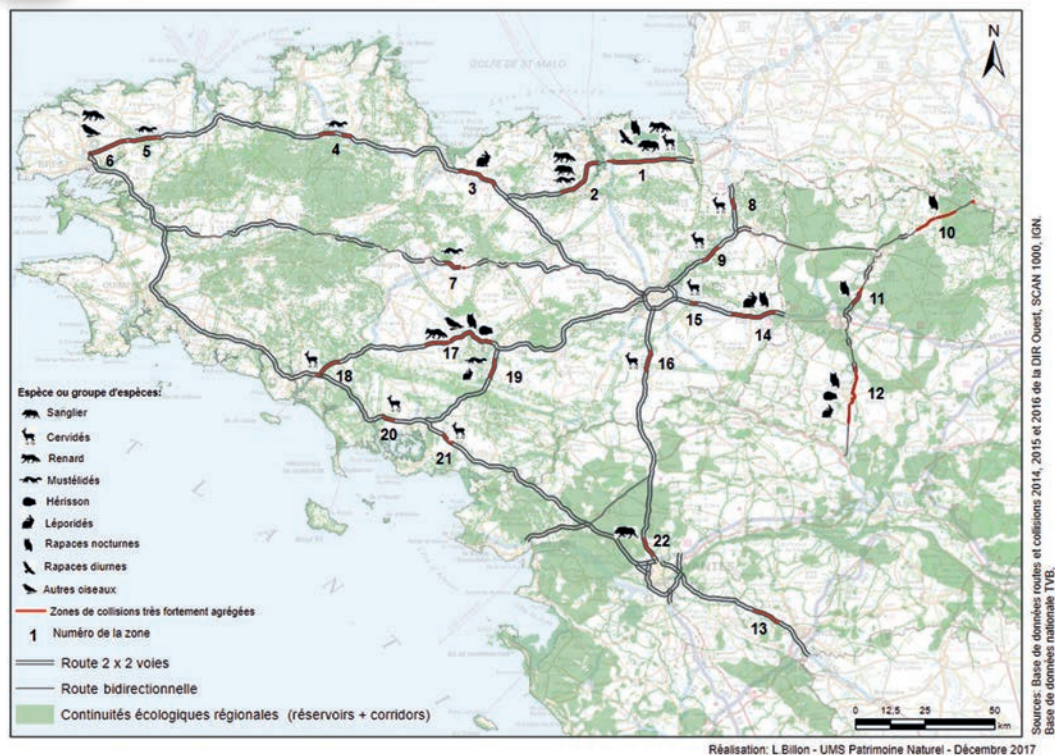 N
GOLFE DE ST MALO
1
2
3
4
5
6
7
8
9
10
11
12
13
14
15
16
17
18
19
20
21
22
Espèce ou groupe d'espèces:
Sanglier
Cervidés
Renard
Mustélidés
Hérisson
Léporidés
Rapaces nocturnes
Rapaces diurnes
Autres oiseaux
Zones de collisions très fortement agrégées
1 Numéro de la zone
Route 2 x 2 voies
Route bidirectionnelle
Continuités écologiques régionales (réservoirs + corridors)
0 12,5 25 50
km
Sources: Base de données routes et collisions 2014, 2015 et 2016 de la DIR Ouest, SCAN 1000, IGN.
Base de données nationale TVB.
Réalisation: L.Billon - UMS Patrimoine Naturel - Décembre 2017